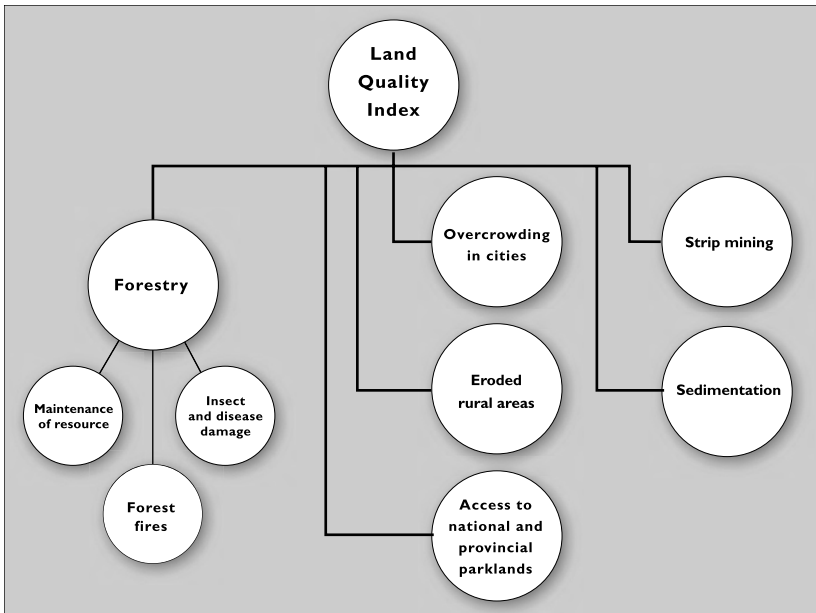 Land
Quality
Index
Forestry
Maintenance
of resource
Forest
fires
Insect
and disease
damage
Overcrowding
in cities
Eroded
rural areas
Access to
national and
provincial
parklands
Strip mining
Sedimentation